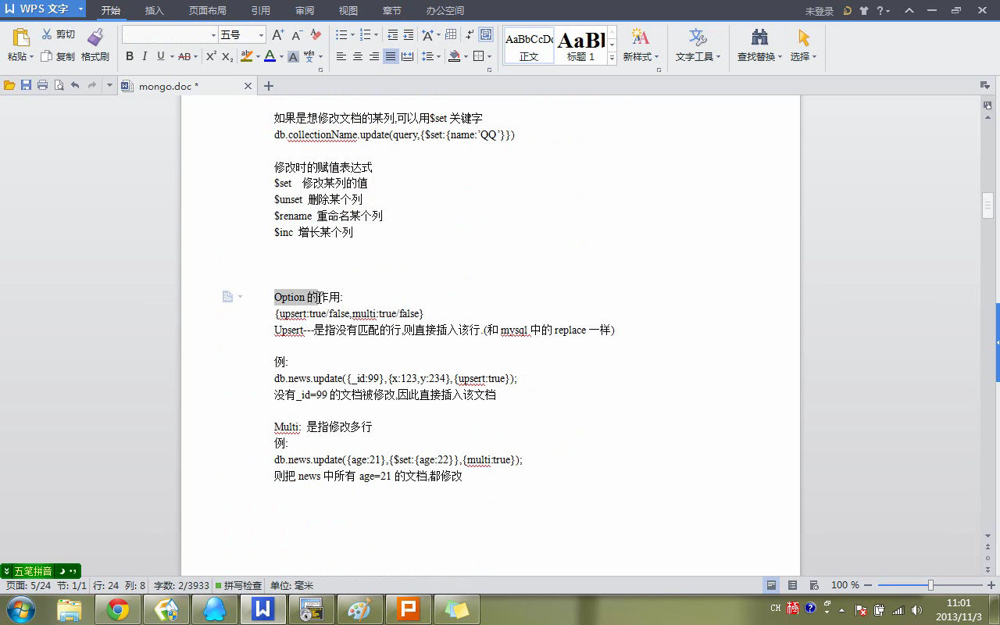 WPS 文字 开始 插入 页面布局 引用 审阅 视图 章节 办公空间 未登录
粘贴 剪切 复制 格式刷 五号 AaBbCcDc 正文 AaBl 标题 1 新样式 文字工具 查找替换 选择
mongo.doc *
如果是想修改文档的某列,可以用$set 关键字
db.collectionName.update(query,{$set:{name:’QQ’}})
修改时的赋值表达式
$set 修改某列的值
$unset 删除某个列
$rename 重命名某个列
$inc 增长某个列
Option 的作用:
{upsert:true/false,multi:true/false}
Upsert---是指没有匹配的行,则直接插入该行.(和 mysql 中的 replace 一样)
例:
db.news.update({_id:99},{x:123,y:234},{upsert:true});
没有_id=99 的文档被修改,因此直接插入该文档
Multi: 是指修改多行
例:
db.news.update({age:21},{$set:{age:22}},{multi:true});
则把 news 中所有 age=21 的文档,都修改
五笔拼音
页面: 5/24 节: 1/1 行: 24 列: 8 字数: 2/3933 拼写检查 单位: 毫米 100 %
CH 11:01
2013/11/3